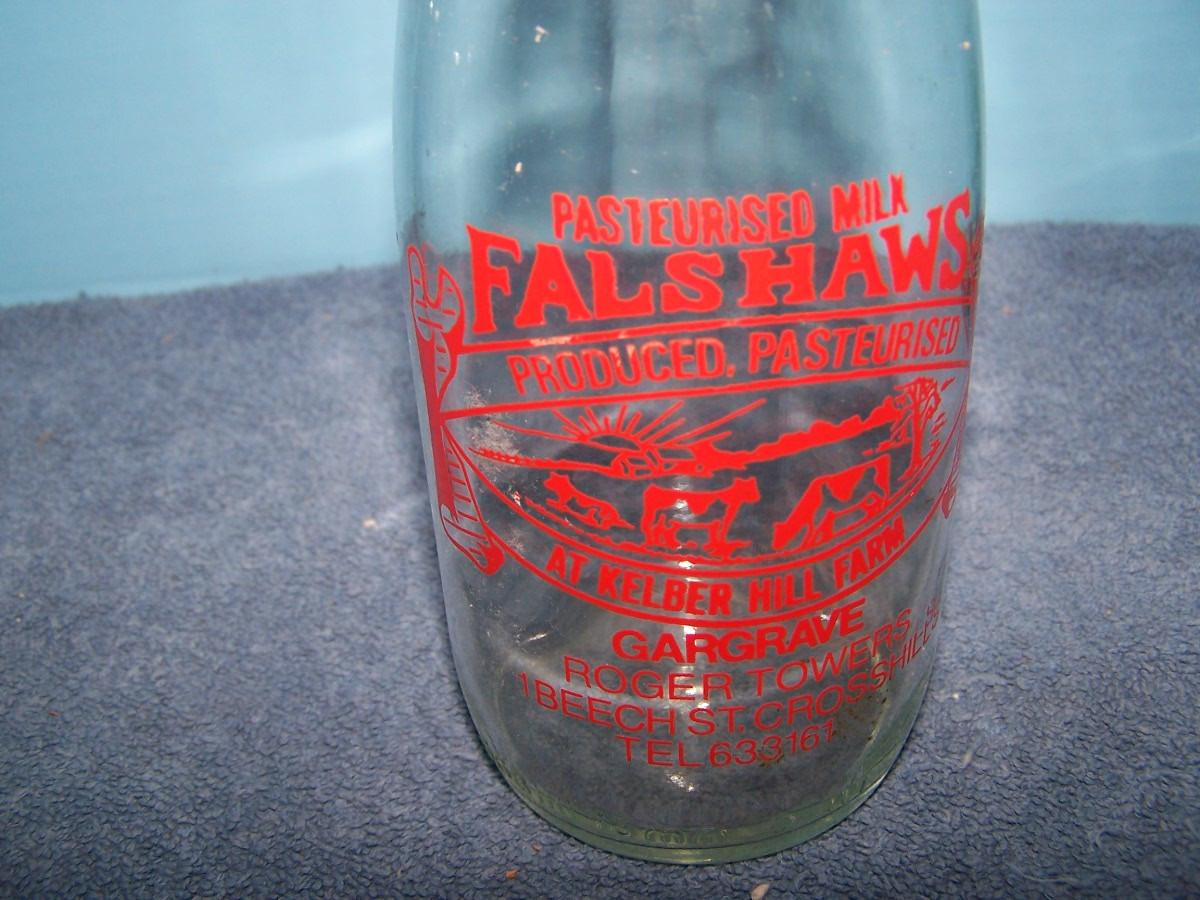 PASTEURISED MILK
FALSHAWS
PRODUCED, PASTEURISED
AT KELBER HILL FARM
GARGRAVE
ROGER TOWERS
1 BEECH ST. CROSSHILLS
TEL 633161